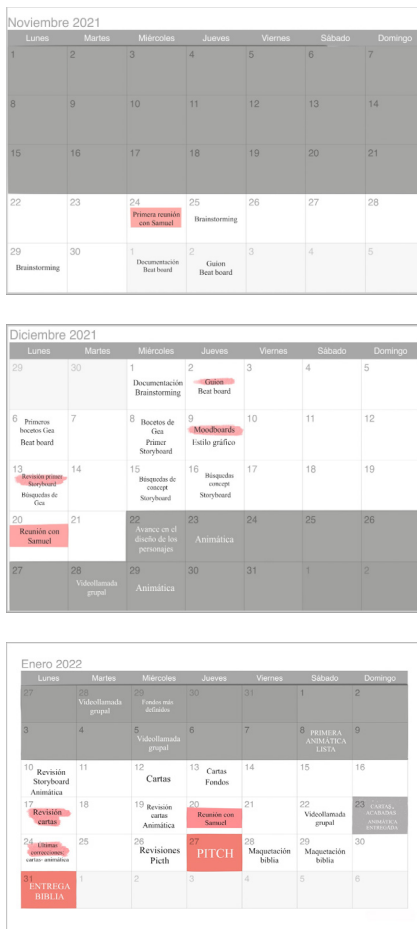 Noviembre 2021
Lunes Martes Miércoles Jueves Viernes Sábado Domingo
1 2 3 4 5 6 7
8 9 10 11 12 13 14
15 16 17 18 19 20 21
22 23 24 25 26 27 28
Primera reunión
con Samuel
Brainstorming
29 30 1 2 3 4 5
Brainstorming
Documentación
Beat board
Guion
Beat board
Diciembre 2021
Lunes Martes Miércoles Jueves Viernes Sábado Domingo
29 30 1 2 3 4 5
Documentación
Brainstorming
Guion
Beat board
6 7 8 9 10 11 12
Primeros
bocetos Gea
Beat board
Bocetos de
Gea
Primer
Storyboard
Moodboards
Estilo gráfico
13 14 15 16 17 18 19
Revisión primer
Storyboard
Búsquedas de
Gea
Búsquedas de
concept
Storyboard
Búsquedas
concept
Storyboard
20 21 22 23 24 25 26
Reunión con
Samuel
Avance en el
diseño de los
personajes
Animática
27 28 29 30 31 1 2
Videollamada
grupal
Animática
Enero 2022
Lunes Martes Miércoles Jueves Viernes Sábado Domingo
27 28 29 30 31 1 2
Videollamada
grupal
Fondos más
definidos
3 4 5 6 7 8 9
Videollamada
grupal
PRIMERA
ANIMATICA
LISTA
10 11 12 13 14 15 16
Revisión
Storyboard
Animática
Cartas
Cartas
Fondos
17 18 19 20 21 22 23
Revisión
cartas
Revisión
cartas
Animática
Reunión con
Samuel
Videollamada
grupal
CARTAS
ACABADAS
ANIMÁTICA
ENTREGADA
24 25 26 27 28 29 30
Últimas
correcciones:
cartas- animática
Revisiones
Picth
PITCH
Maquetación
biblia
Maquetación
biblia
31 1 2 3 4 5 6
ENTREGA
BIBLIA